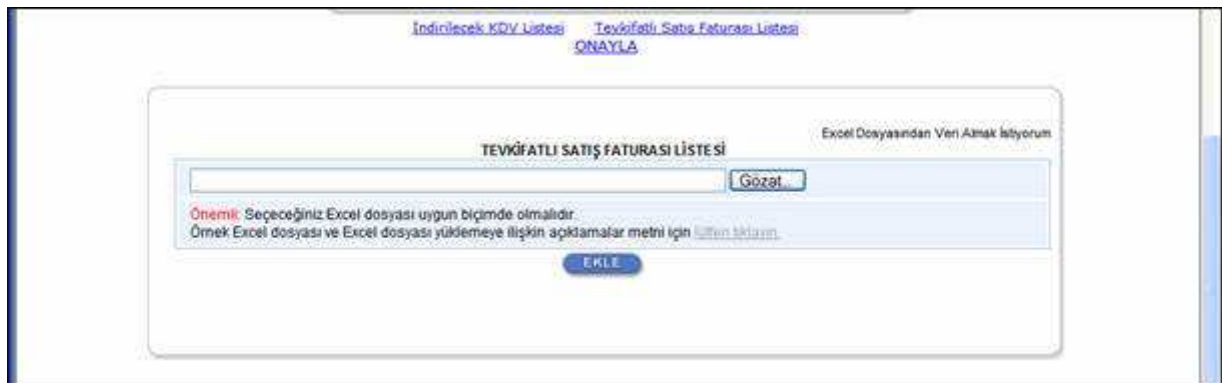 İndirilecek KDV Listesi Tevkifatlı Satış Faturası Listesi
ONAYLA
Excel Dosyasından Veri Almak İstiyorum
TEVKİFATLI SATIŞ FATURASI LİSTESİ
Gözat...
Önemli: Seçeceğiniz Excel dosyası uygun biçimde olmalıdır.
Örnek Excel dosyası ve Excel dosyası yüklemeye ilişkin açıklamalar metni için lütfen tıklayın.
EKLE